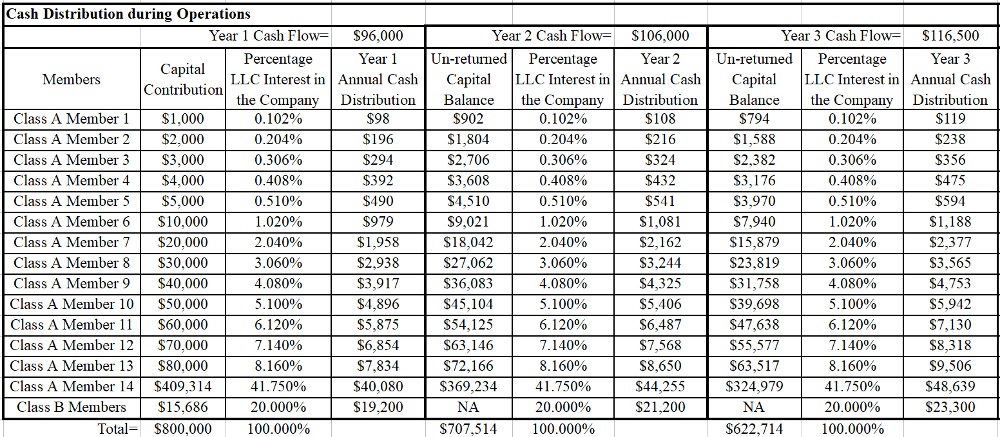 Cash Distribution during Operations
Year 1 Cash Flow= $96,000 Year 2 Cash Flow= $106,000 Year 3 Cash Flow= $116,500
Members Capital Contribution Percentage LLC Interest in the Company Year 1 Annual Cash Distribution Un-returned Capital Balance Percentage LLC Interest in the Company Year 2 Annual Cash Distribution Un-returned Capital Balance Percentage LLC Interest in the Company Year 3 Annual Cash Distribution
Class A Member 1 $1,000 0.102% $98 $902 0.102% $108 $794 0.102% $119
Class A Member 2 $2,000 0.204% $196 $1,804 0.204% $216 $1,588 0.204% $238
Class A Member 3 $3,000 0.306% $294 $2,706 0.306% $324 $2,382 0.306% $356
Class A Member 4 $4,000 0.408% $392 $3,608 0.408% $432 $3,176 0.408% $475
Class A Member 5 $5,000 0.510% $490 $4,510 0.510% $541 $3,970 0.510% $594
Class A Member 6 $10,000 1.020% $979 $9,021 1.020% $1,081 $7,940 1.020% $1,188
Class A Member 7 $20,000 2.040% $1,958 $18,042 2.040% $2,162 $15,879 2.040% $2,377
Class A Member 8 $30,000 3.060% $2,938 $27,062 3.060% $3,244 $23,819 3.060% $3,565
Class A Member 9 $40,000 4.080% $3,917 $36,083 4.080% $4,325 $31,758 4.080% $4,753
Class A Member 10 $50,000 5.100% $4,896 $45,104 5.100% $5,406 $39,698 5.100% $5,942
Class A Member 11 $60,000 6.120% $5,875 $54,125 6.120% $6,487 $47,638 6.120% $7,130
Class A Member 12 $70,000 7.140% $6,854 $63,146 7.140% $7,568 $55,577 7.140% $8,318
Class A Member 13 $80,000 8.160% $7,834 $72,166 8.160% $8,650 $63,517 8.160% $9,506
Class A Member 14 $409,314 41.750% $40,080 $369,234 41.750% $44,255 $324,979 41.750% $48,639
Class B Members $15,686 20.000% $19,200 NA 20.000% $21,200 NA 20.000% $23,300
Total= $800,000 100.000% $707,514 100.000% $622,714 100.000%